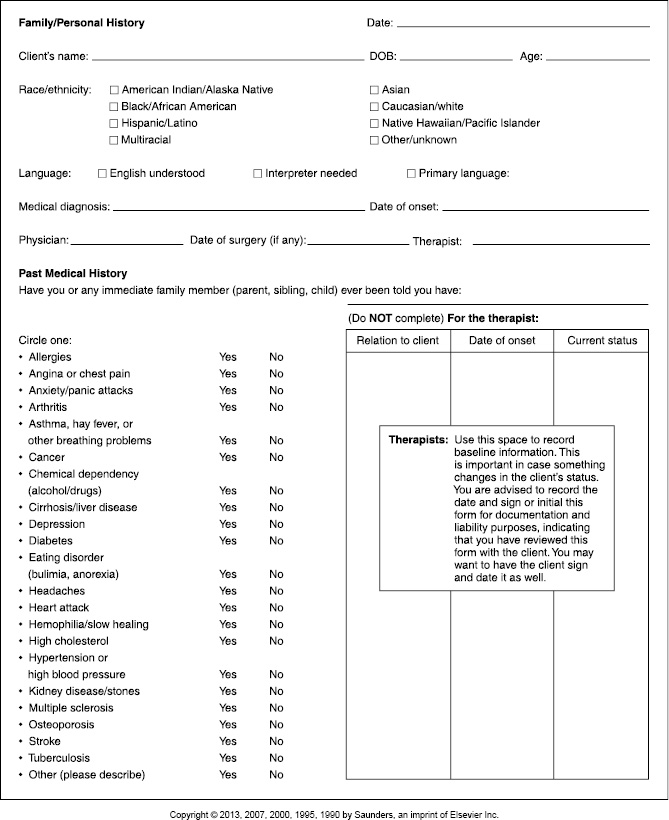 Family/Personal History Date:
Client's name: DOB: Age:
Race/ethnicity: □ American Indian/Alaska Native □ Asian
□ Black/African American □ Caucasian/white
□ Hispanic/Latino □ Native Hawaiian/Pacific Islander
□ Multiracial □ Other/unknown
Language: □ English understood □ Interpreter needed □ Primary language:
Medical diagnosis: Date of onset:
Physician: Date of surgery (if any): Therapist:
Past Medical History
Have you or any immediate family member (parent, sibling, child) ever been told you have:
(Do NOT complete) For the therapist:
Circle one: Relation to client Date of onset Current status
• Allergies Yes No
• Angina or chest pain Yes No
• Anxiety/panic attacks Yes No
• Arthritis Yes No
• Asthma, hay fever, or
other breathing problems Yes No
• Cancer Yes No
• Chemical dependency
(alcohol/drugs) Yes No
• Cirrhosis/liver disease Yes No
• Depression Yes No
• Diabetes Yes No
• Eating disorder
(bulimia, anorexia) Yes No
• Headaches Yes No
• Heart attack Yes No
• Hemophilia/slow healing Yes No
• High cholesterol Yes No
• Hypertension or
high blood pressure Yes No
• Kidney disease/stones Yes No
• Multiple sclerosis Yes No
• Osteoporosis Yes No
• Stroke Yes No
• Tuberculosis Yes No
• Other (please describe) Yes No
Therapists: Use this space to record
baseline information. This
is important in case something
changes in the client's status.
You are advised to record the
date and sign or initial this
form for documentation and
liability purposes, indicating
that you have reviewed this
form with the client. You may
want to have the client sign
and date it as well.
Copyright © 2013, 2007, 2000, 1995, 1990 by Saunders, an imprint of Elsevier Inc.